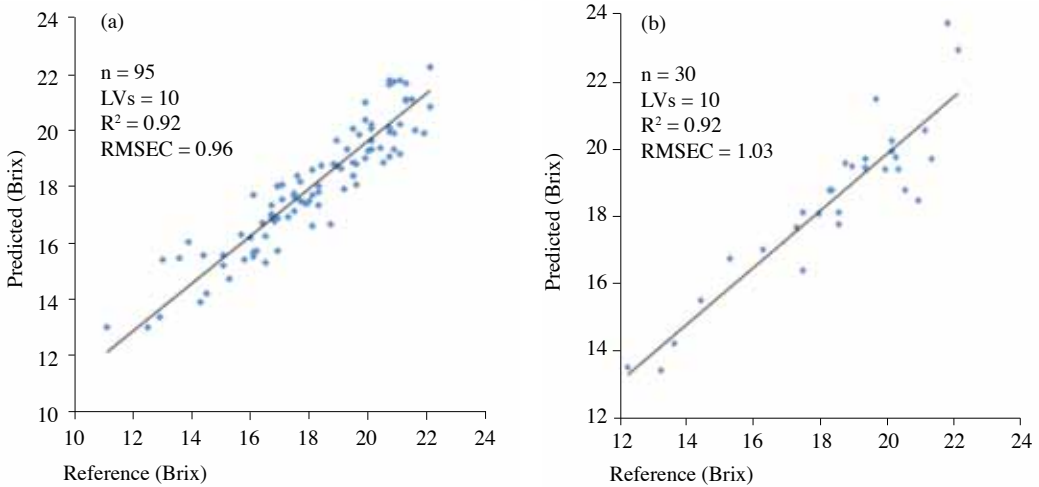 (a)
n = 95
LVs = 10
R² = 0.92
RMSEC = 0.96
Predicted (Brix)
24
22
20
18
16
14
12
10
10 12 14 16 18 20 22 24
Reference (Brix)
(b)
n = 30
LVs = 10
R² = 0.92
RMSEC = 1.03
Predicted (Brix)
24
22
20
18
16
14
12
12 14 16 18 20 22 24
Reference (Brix)